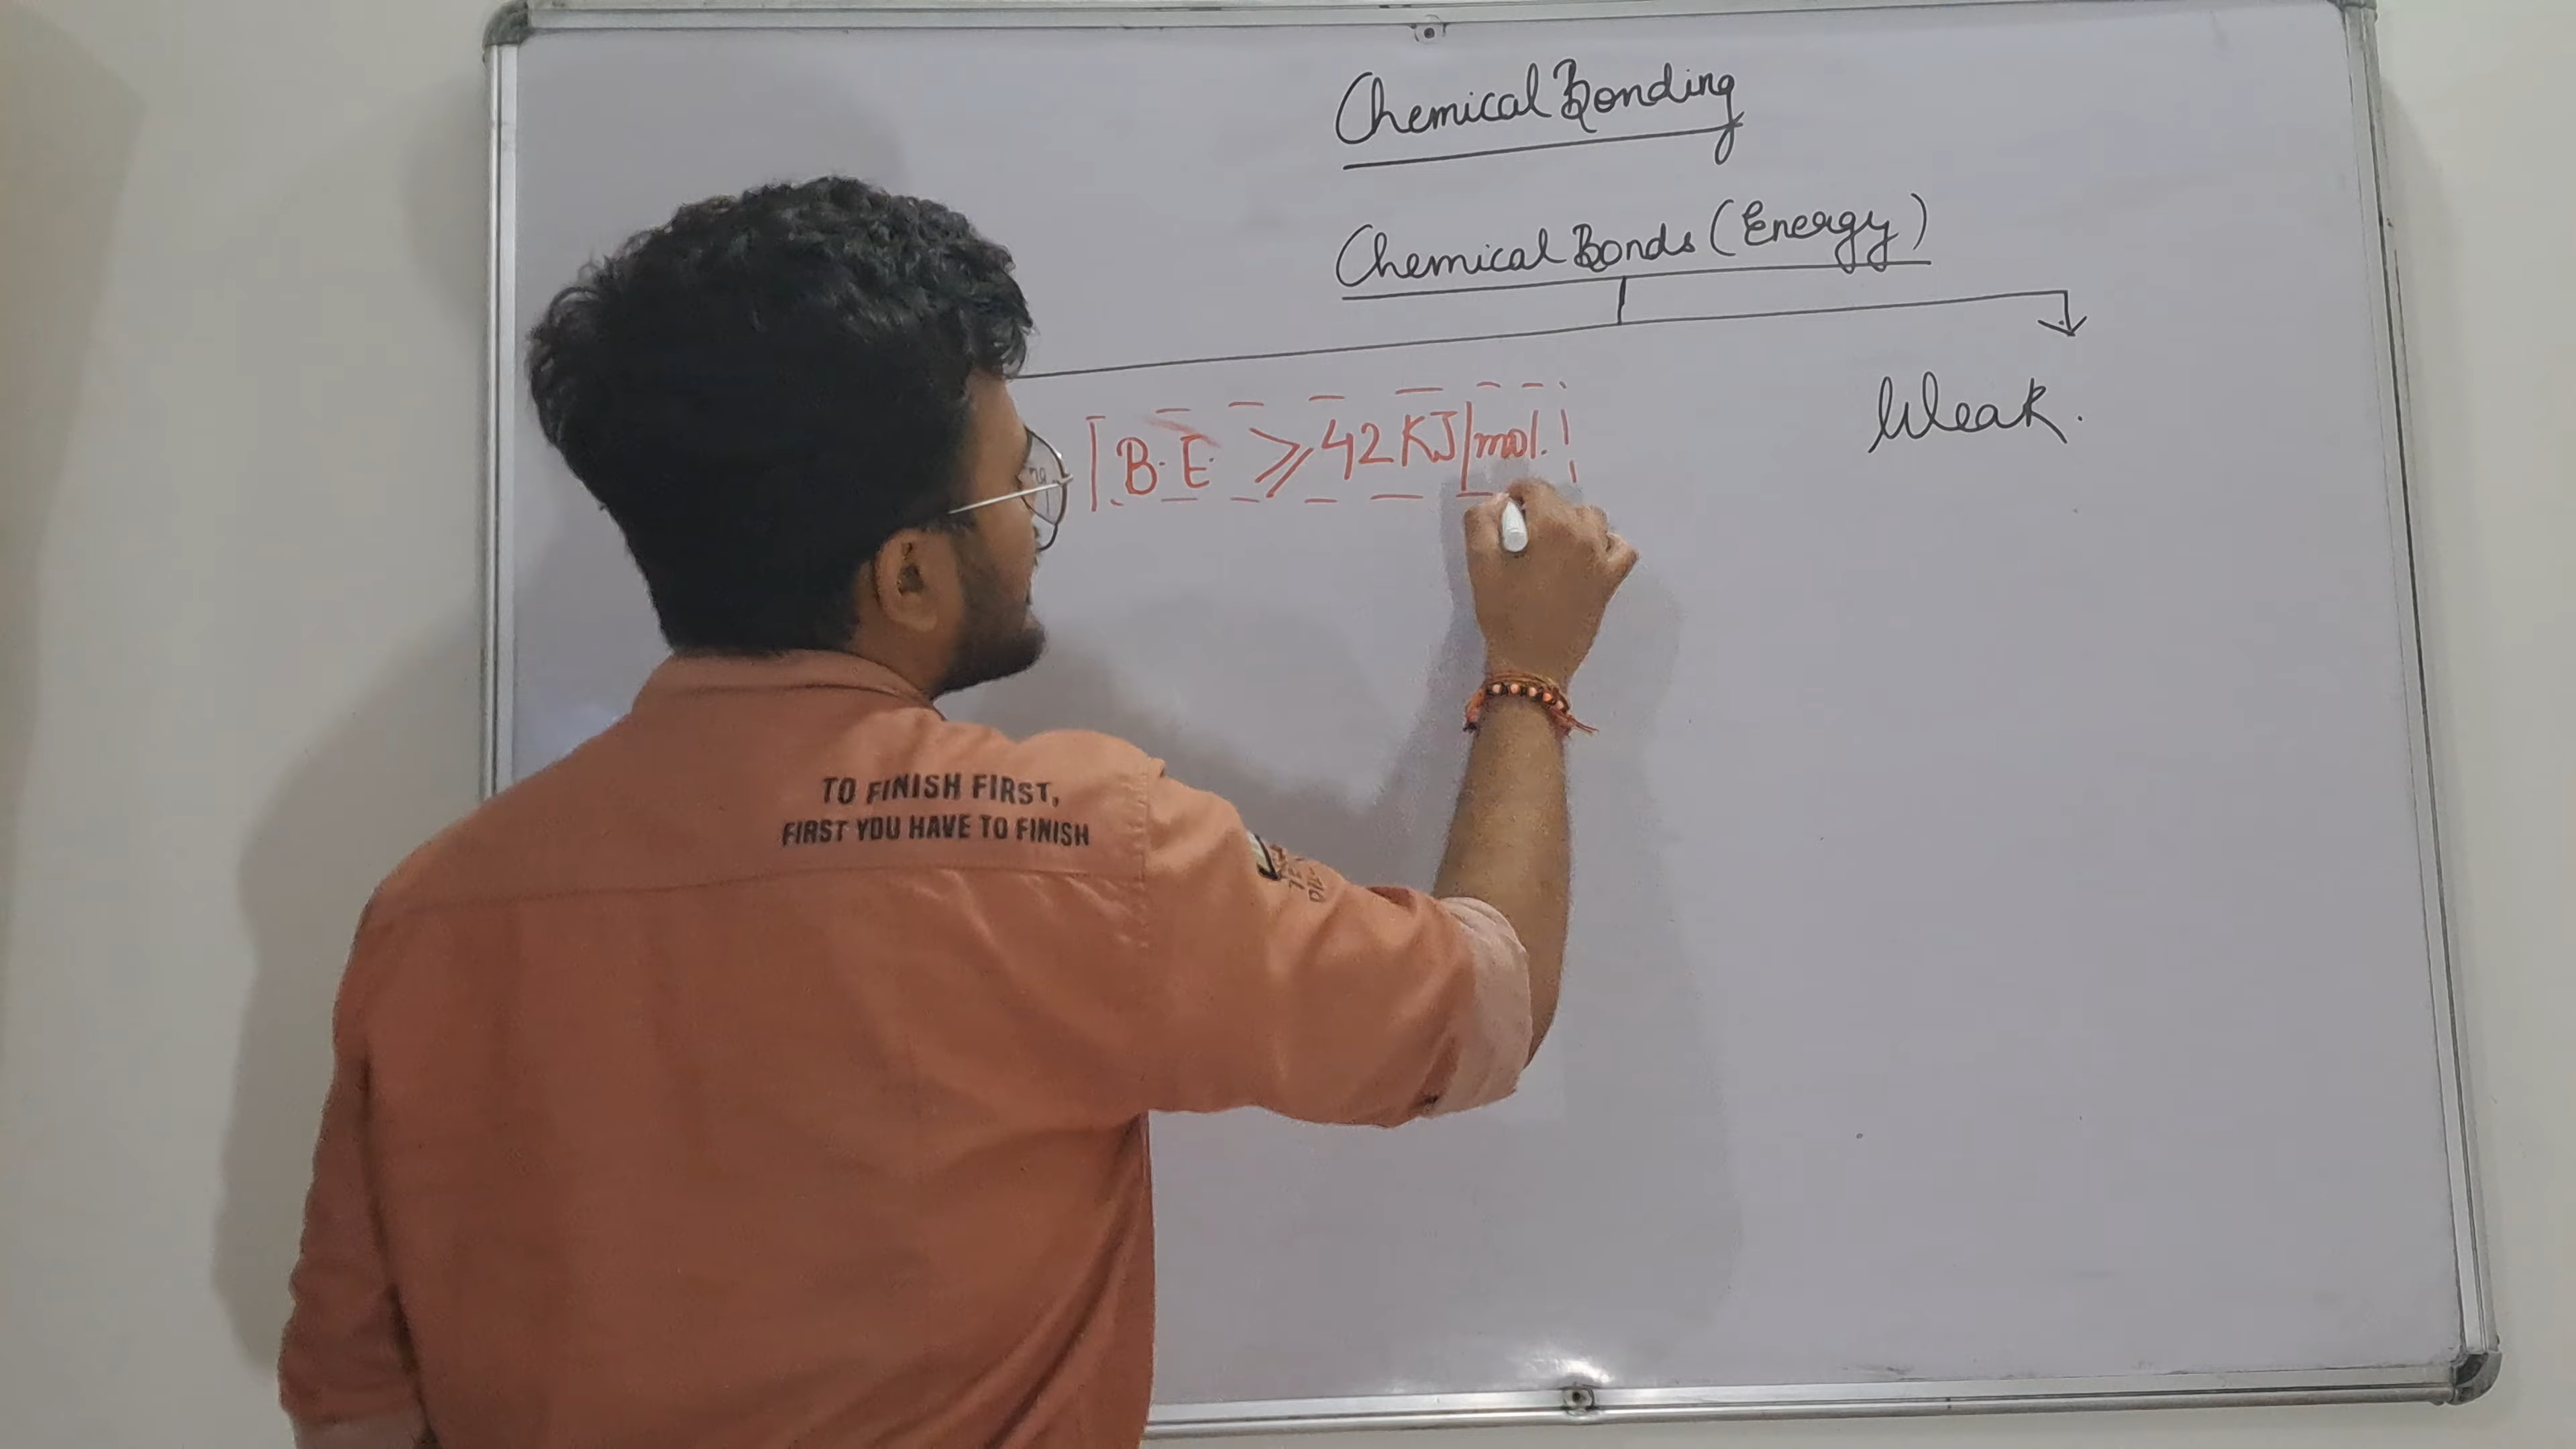 Chemical Bonding
Chemical Bonds (Energy)
Weak.
B.E. ⩾ 42 KJ/mol.
TO FINISH FIRST,
FIRST YOU HAVE TO FINISH